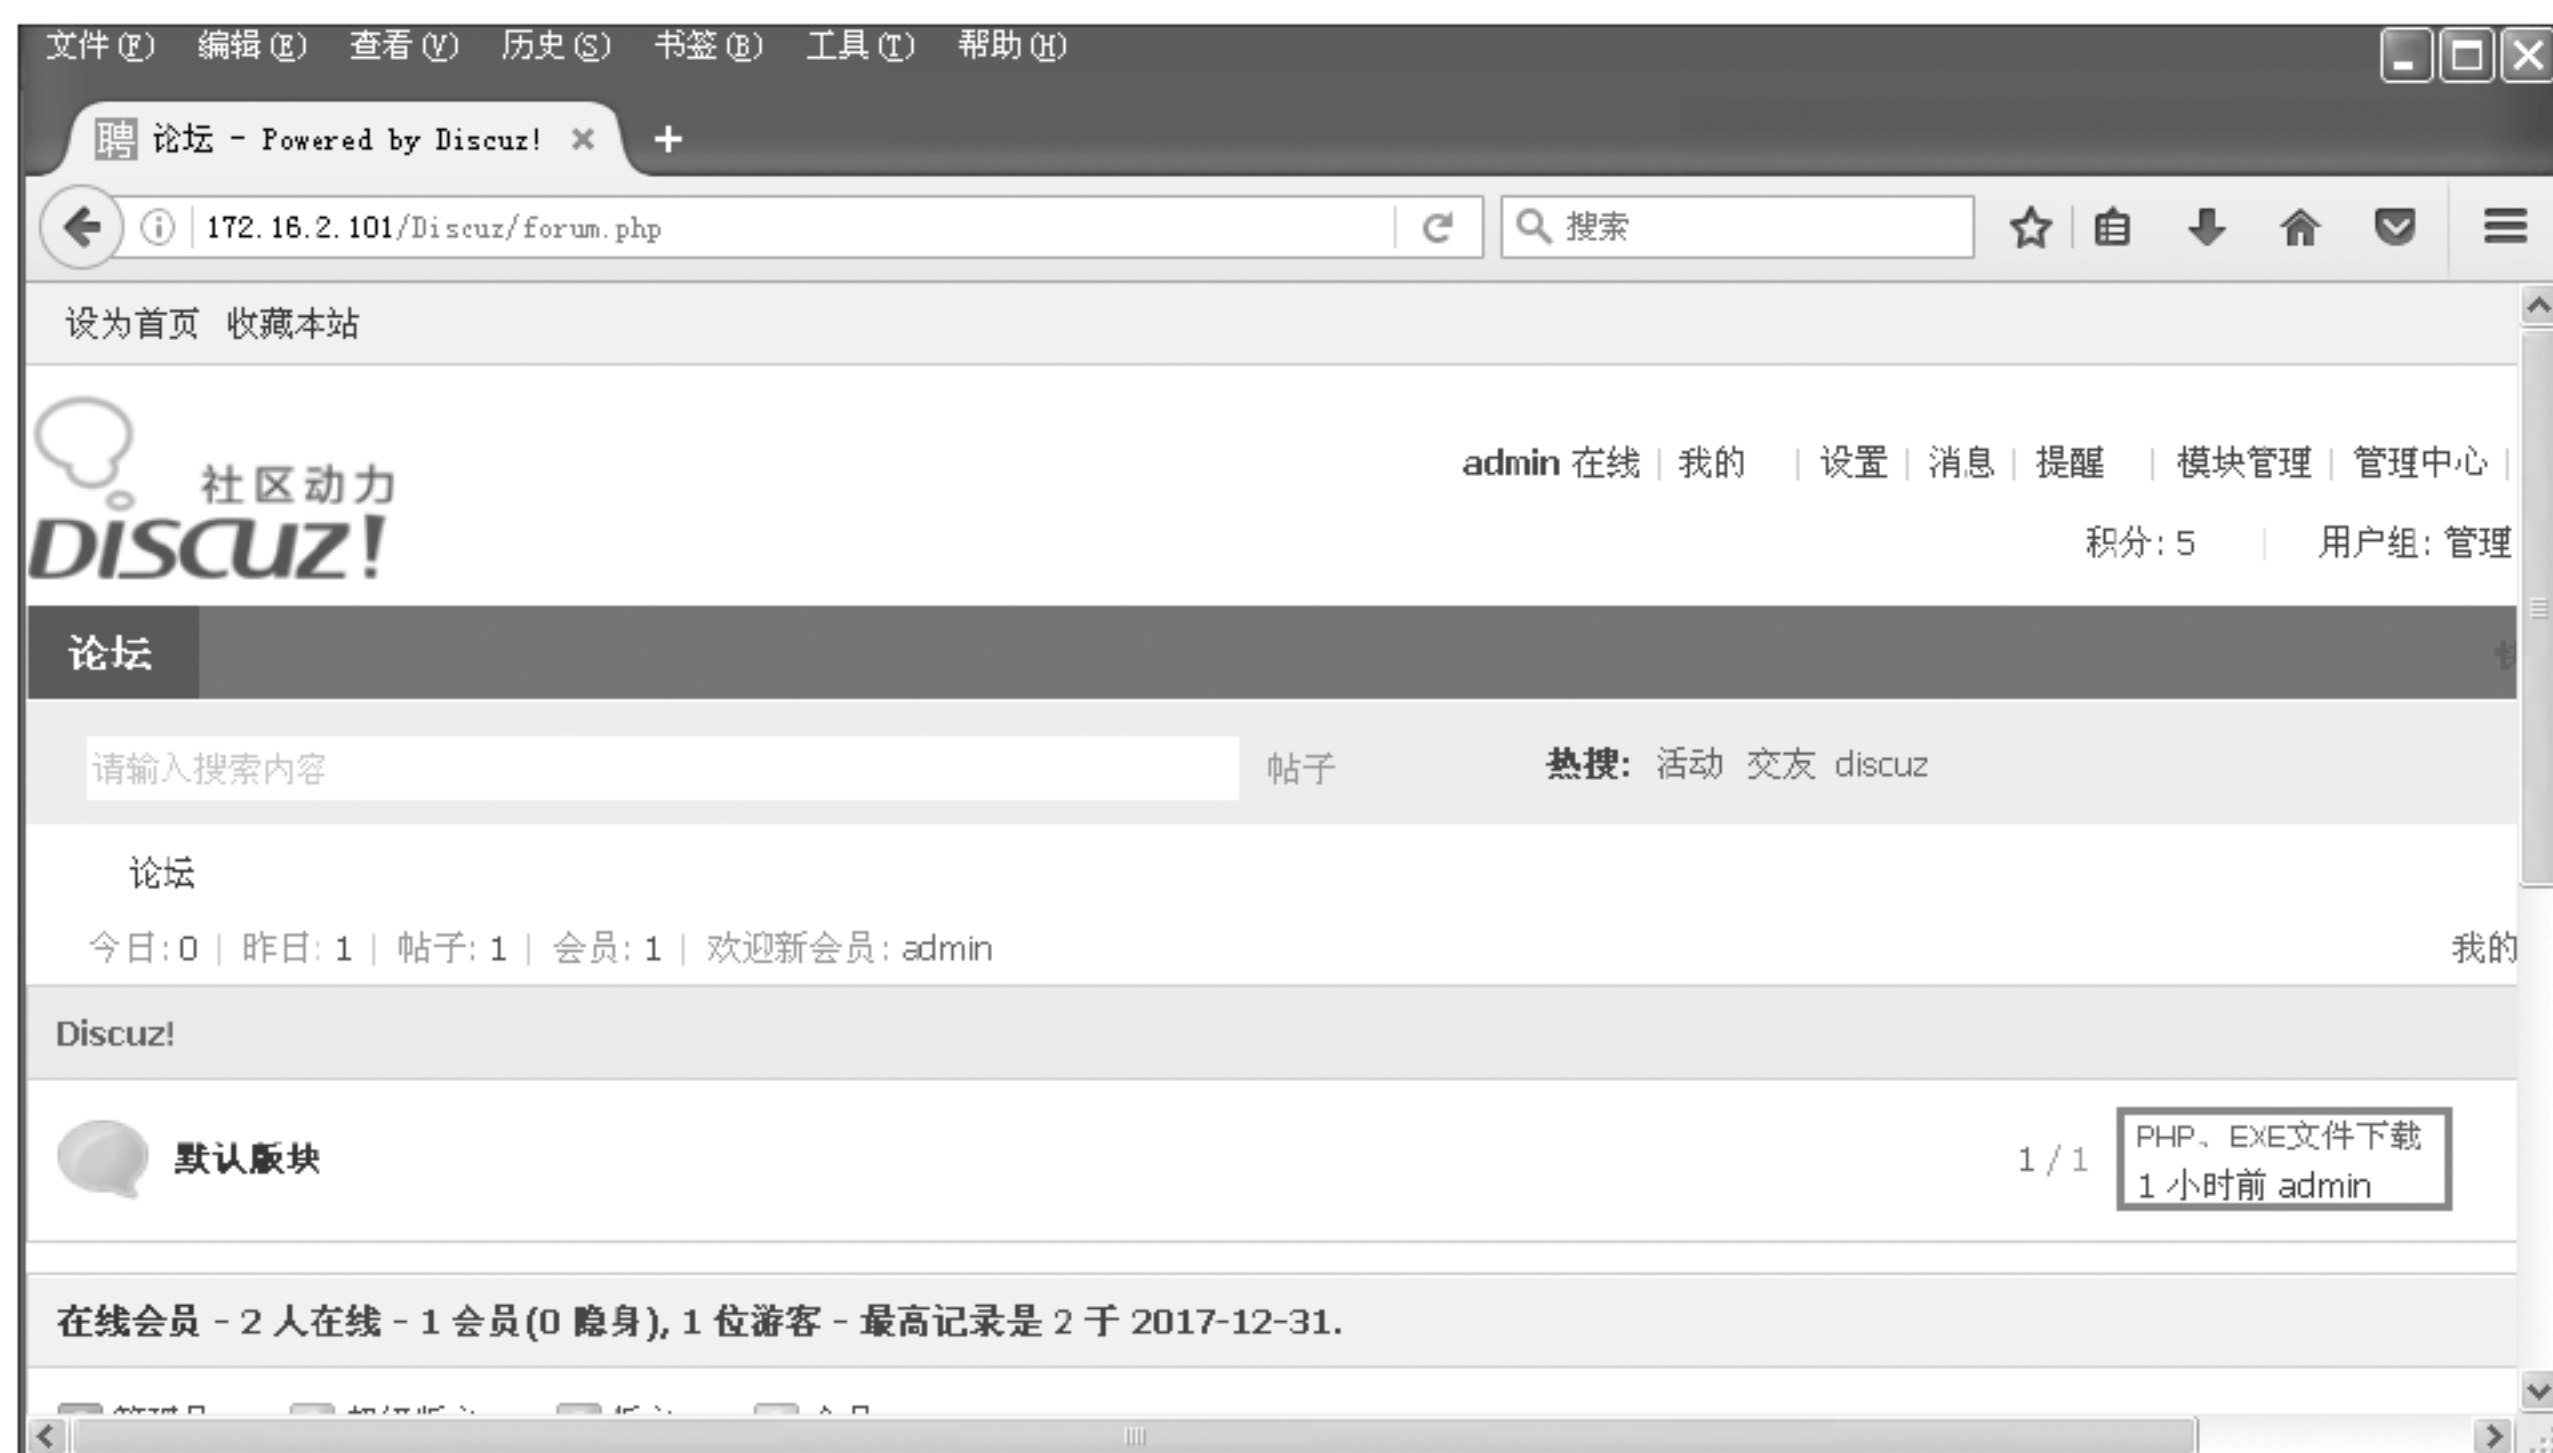 文件(F) 编辑(E) 查看(V) 历史(S) 书签(B) 工具(T) 帮助(H)
聘 论坛 - Powered by Discuz!
172.16.2.101/Discuz/forum.php 搜索
设为首页 收藏本站
社区动力
DISCUZ!
admin 在线 | 我的 | 设置 | 消息 | 提醒 | 模块管理 | 管理中心 |
积分: 5 | 用户组: 管理
论坛
请输入搜索内容 帖子 热搜: 活动 交友 discuz
论坛
今日: 0 | 昨日: 1 | 帖子: 1 | 会员: 1 | 欢迎新会员: admin 我的
Discuz!
默认版块 1 / 1 PHP、EXE文件下载
1 小时前 admin
在线会员 - 2 人在线 - 1 会员(0 隐身), 1 位游客 - 最高记录是 2 于 2017-12-31.